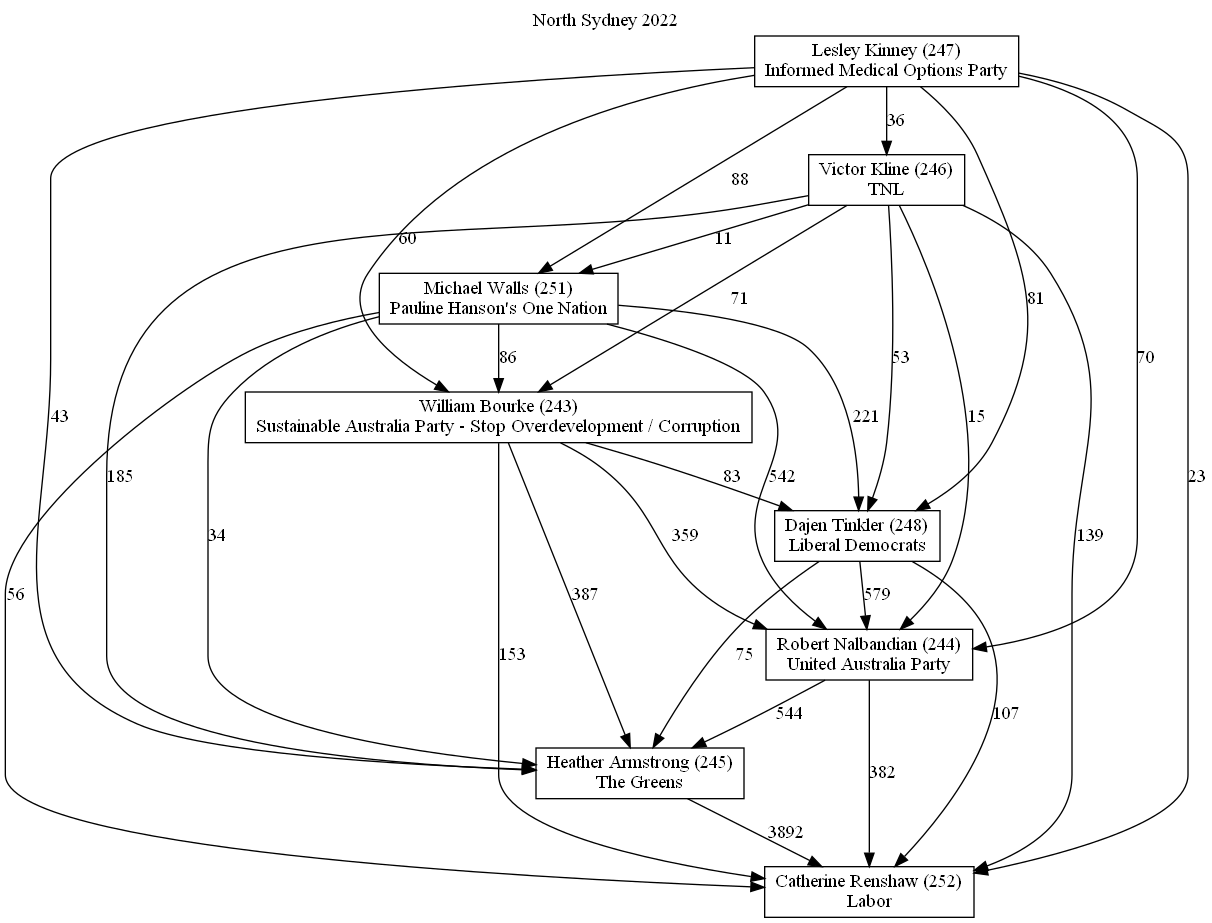 North Sydney 2022
Lesley Kinney (247)
Informed Medical Options Party
36
Victor Kline (246)
TNL
88
60
11
Michael Walls (251)
Pauline Hanson's One Nation
71
81
86
53
70
William Bourke (243)
Sustainable Australia Party - Stop Overdevelopment / Corruption
43
221
15
185
83
542
23
Dajen Tinkler (248)
Liberal Democrats
34
359
139
56
387
579
Robert Nalbandian (244)
United Australia Party
153
75
544
107
Heather Armstrong (245)
The Greens
382
3892
Catherine Renshaw (252)
Labor